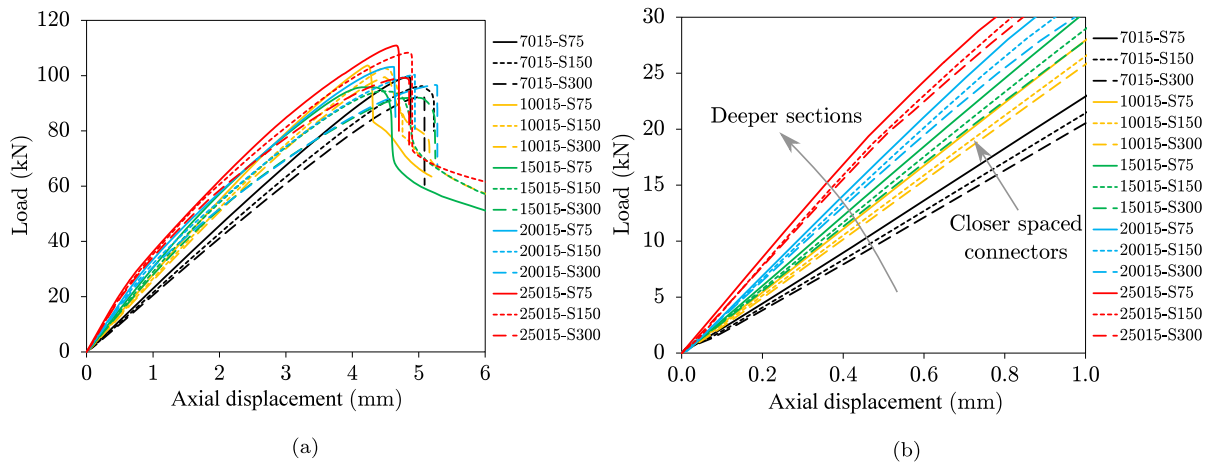 120
100
80
60
40
20
0
Load (kN)
0 1 2 3 4 5 6
Axial displacement (mm)
7015-S75
7015-S150
7015-S300
10015-S75
10015-S150
10015-S300
15015-S75
15015-S150
15015-S300
20015-S75
20015-S150
20015-S300
25015-S75
25015-S150
25015-S300
(a)
30
25
20
15
10
5
0
Load (kN)
Deeper sections
Closer spaced
connectors
0.0 0.2 0.4 0.6 0.8 1.0
Axial displacement (mm)
7015-S75
7015-S150
7015-S300
10015-S75
10015-S150
10015-S300
15015-S75
15015-S150
15015-S300
20015-S75
20015-S150
20015-S300
25015-S75
25015-S150
25015-S300
(b)